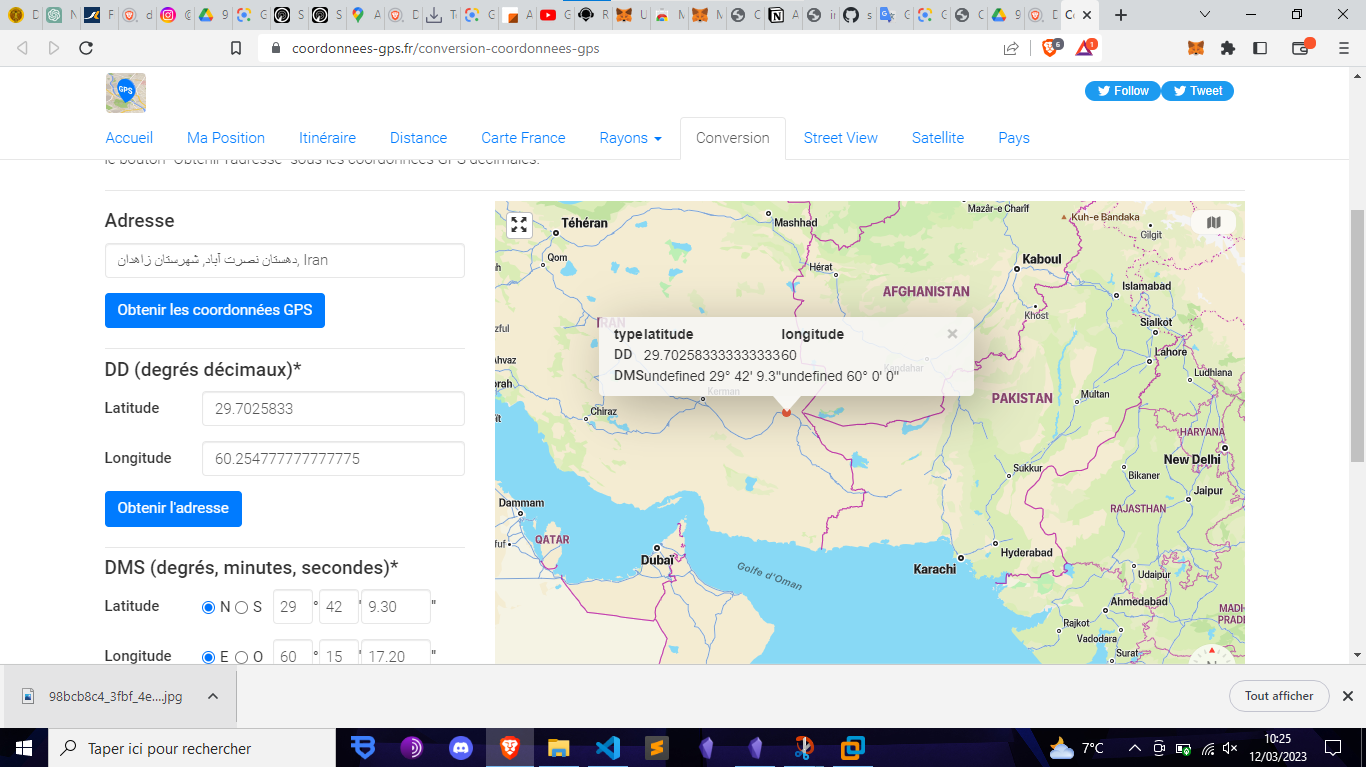 coordonnees-gps.fr/conversion-coordonnees-gps
6
1
GPS
Follow
Tweet
Accueil
Ma Position
Itinéraire
Distance
Carte France
Rayons
Conversion
Street View
Satellite
Pays
le bouton "Obtenir l'adresse" sous les coordonnées GPS décimales.
Adresse
دهستان نصرت آباد, شهرستان زاهدان, Iran
Obtenir les coordonnées GPS
DD (degrés décimaux)*
Latitude
29.7025833
Longitude
60.254777777777775
Obtenir l'adresse
DMS (degrés, minutes, secondes)*
Latitude
N S 29 ° 42 ' 9.30 "
Longitude
E O 60 ° 15 ' 17.20 "
Téhéran
Mashhad
Mazâr-e Charîf
Kuh-e Bandaka
Gilgit
Qom
Hérat
Kaboul
AFGHANISTAN
Islamabad
Khost
Sialkot
IRAN
zful
type latitude longitude
DD 29.702583333333333 60
DMS undefined 29° 42' 9.3" undefined 60° 0' 0"
Kandahar
Lahore
Ludhiana
Ahvaz
Kerman
PAKISTAN
Multan
Chiraz
HARYANA
New Delhi
Sukkur
Bikaner
Jaipur
Dammam
RAJASTHAN
QATAR
Dubaï
Golfe d'Oman
Karachi
Hyderabad
Udaipur
Ahmedabad
Rajkot
Vadodara
Surat
98bcb8c4_3fbf_4e....jpg
Tout afficher
Taper ici pour rechercher
7°C
10:25
12/03/2023